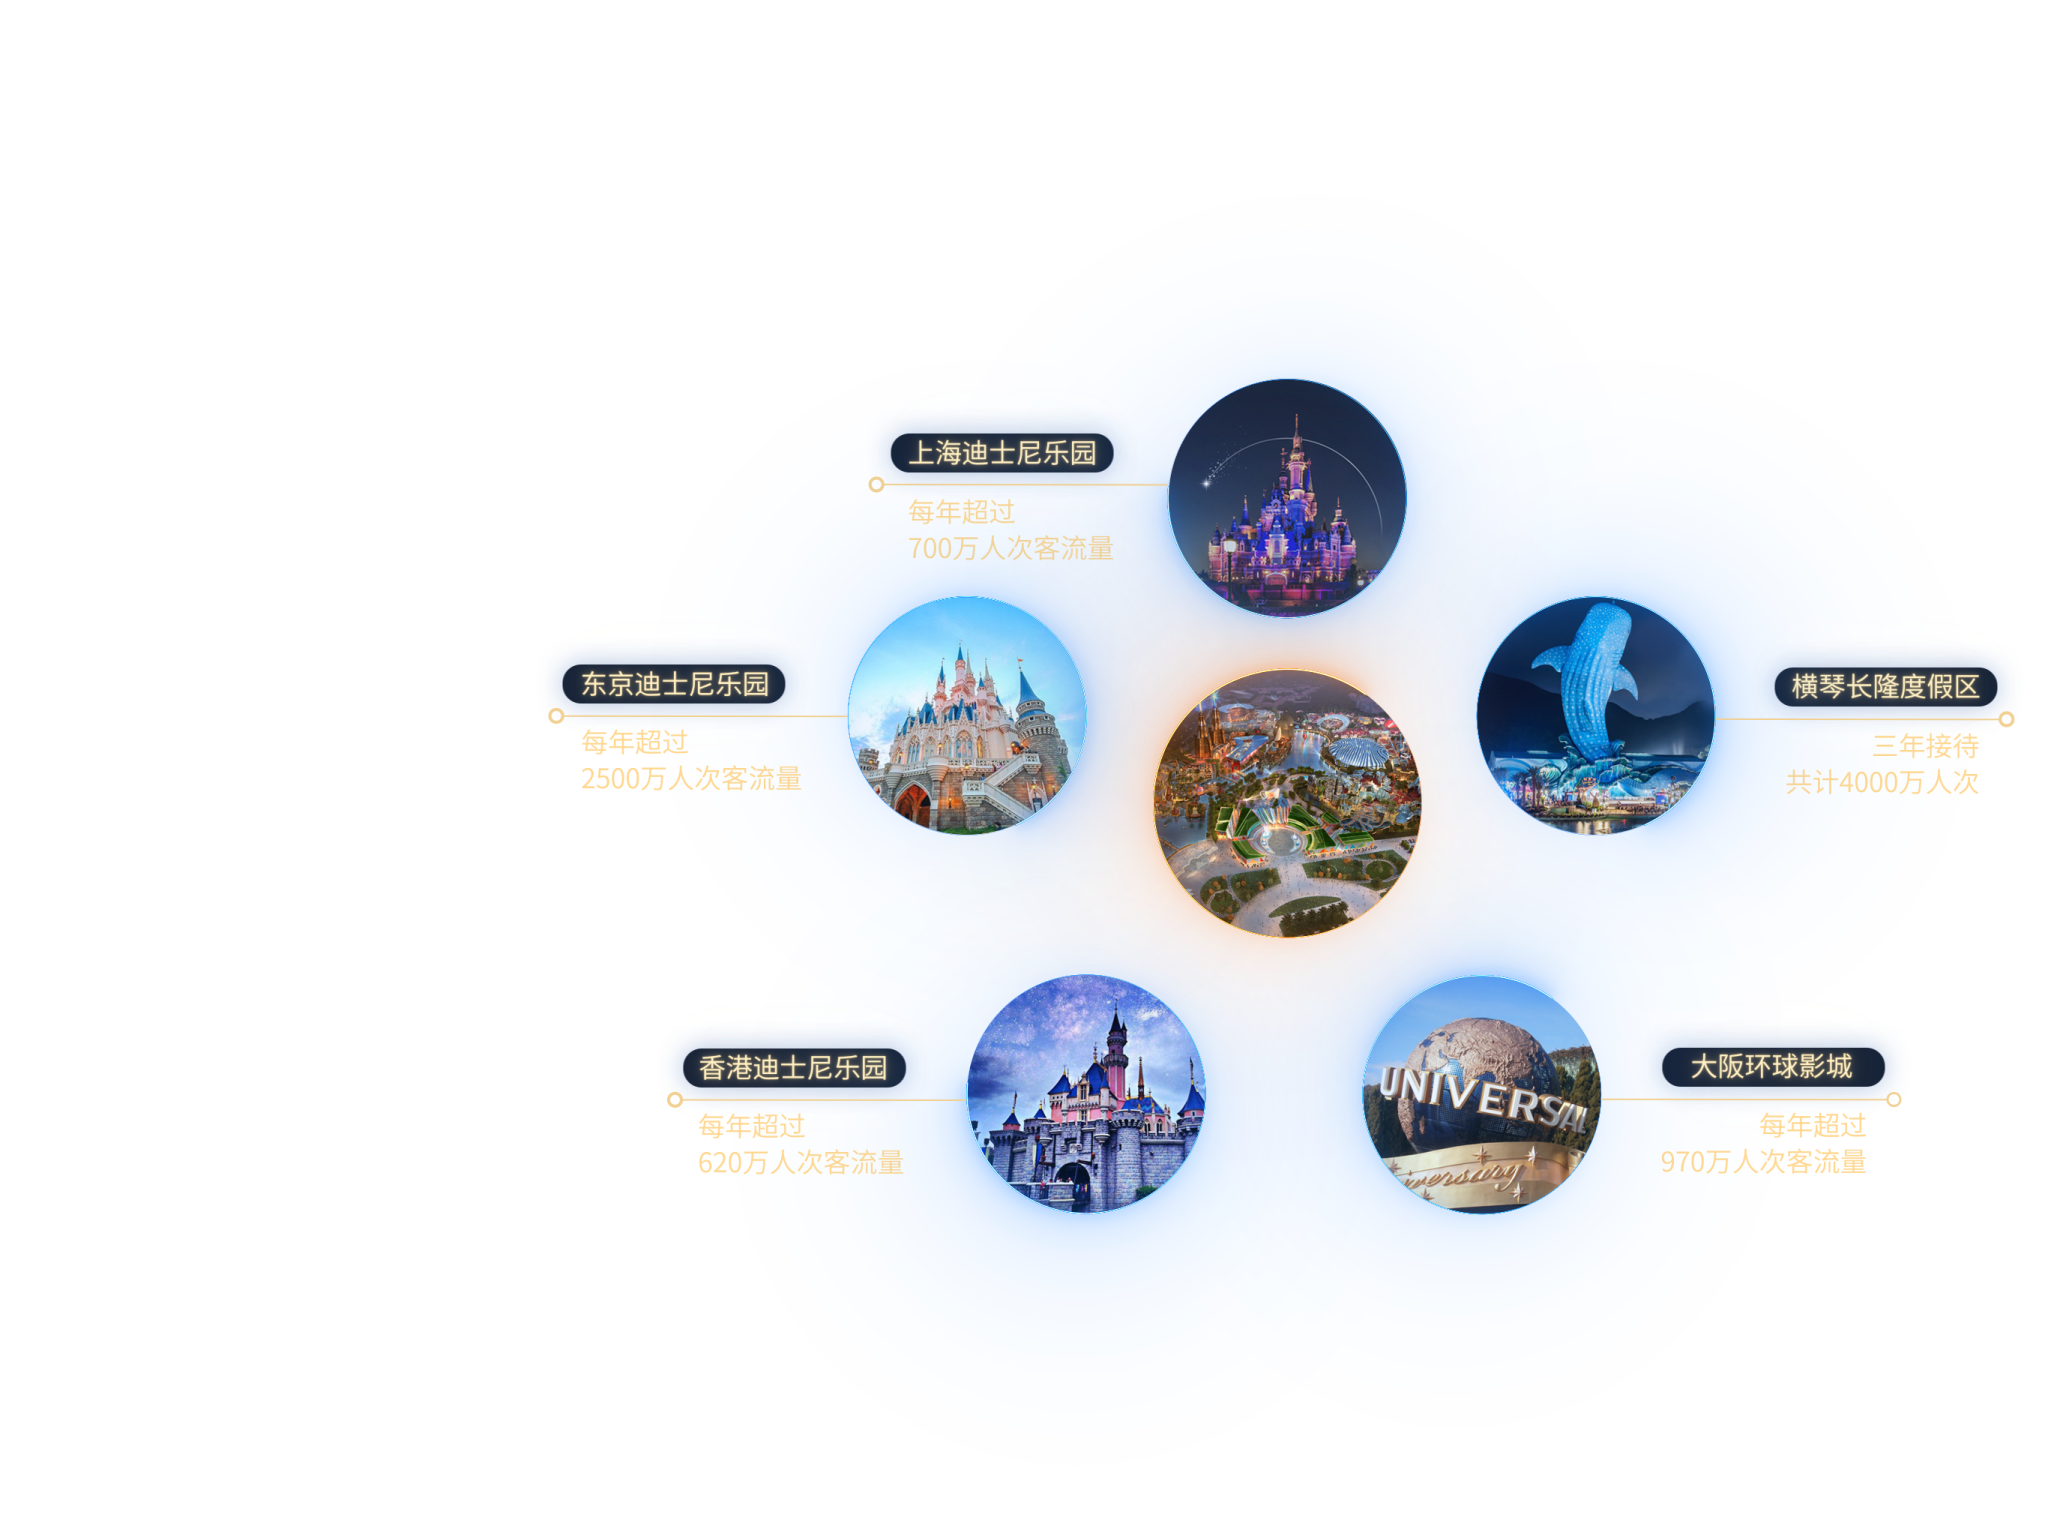 上海迪士尼乐园
每年超过
700万人次客流量
东京迪士尼乐园
每年超过
2500万人次客流量
横琴长隆度假区
三年接待
共计4000万人次
香港迪士尼乐园
每年超过
620万人次客流量
UNIVERSAL
iversary
大阪环球影城
每年超过
970万人次客流量